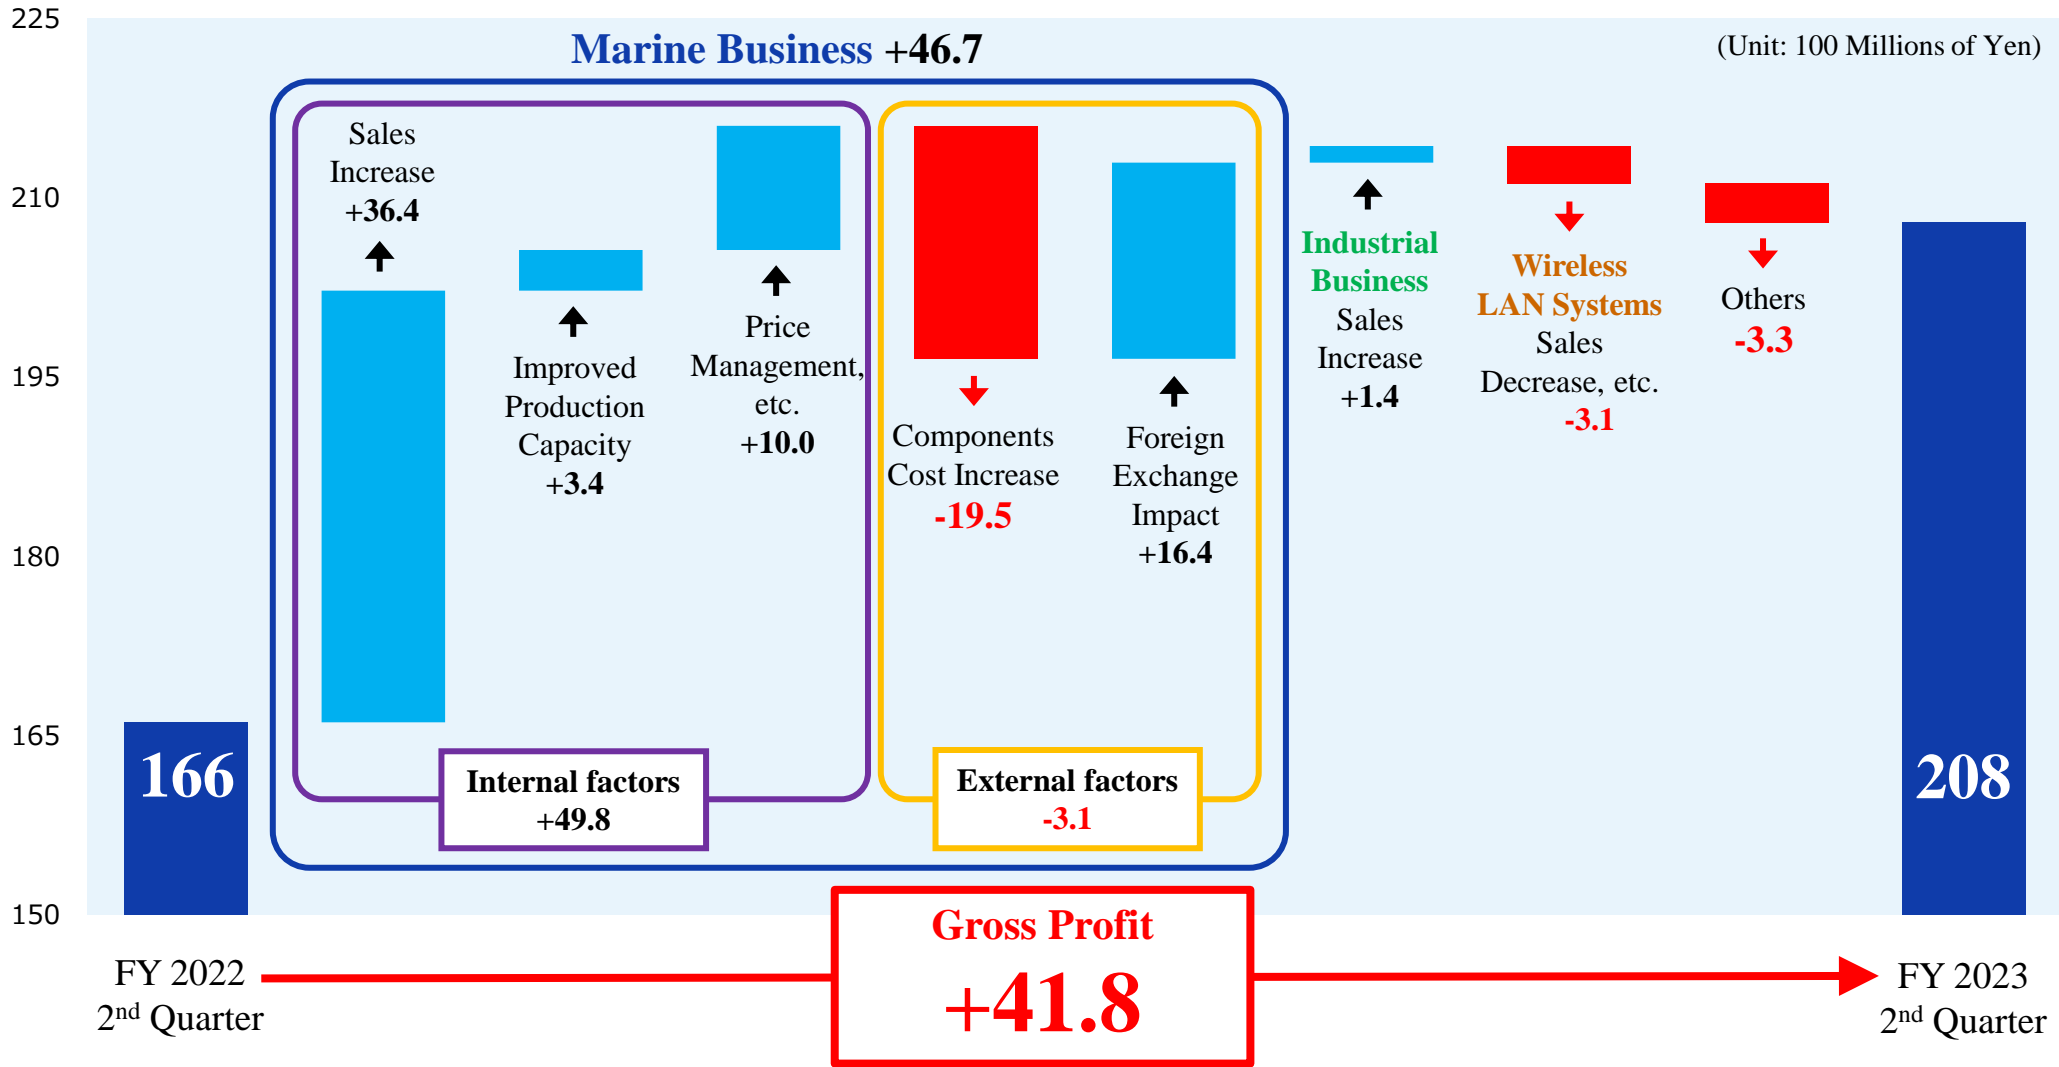 225
210
195
180
165
150
Marine Business +46.7
(Unit: 100 Millions of Yen)
Sales
Increase
+36.4
Improved
Production
Capacity
+3.4
Price
Management,
etc.
+10.0
Components
Cost Increase
-19.5
Foreign
Exchange
Impact
+16.4
Industrial
Business
Sales
Increase
+1.4
Wireless
LAN Systems
Sales
Decrease, etc.
-3.1
Others
-3.3
166
Internal factors
+49.8
External factors
-3.1
208
Gross Profit
+41.8
FY 2022
2nd Quarter
FY 2023
2nd Quarter